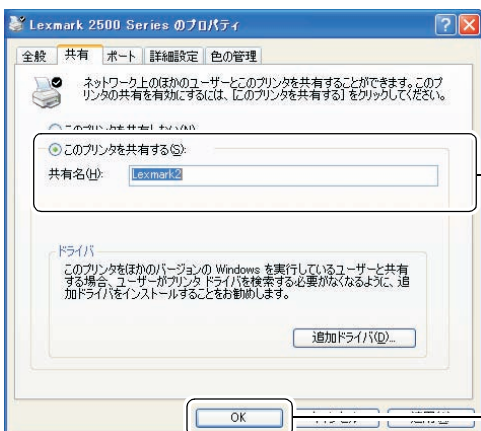 Lexmark 2500 Series のプロパティ
全般 共有 ポート 詳細設定 色の管理
ネットワーク上のほかのユーザーとこのプリンタを共有することができます。このプ
リンタの共有を有効にするには、[このプリンタを共有する] をクリックしてください。
このプリンタを共有する(S):
共有名(H): Lexmark2
ドライバ
このプリンタをほかのバージョンの Windows を実行しているユーザーと共有
する場合、ユーザーがプリンタ ドライバを検索する必要がなくなるように、追
加ドライバをインストールすることをお勧めします。
追加ドライバ(D)...
OK